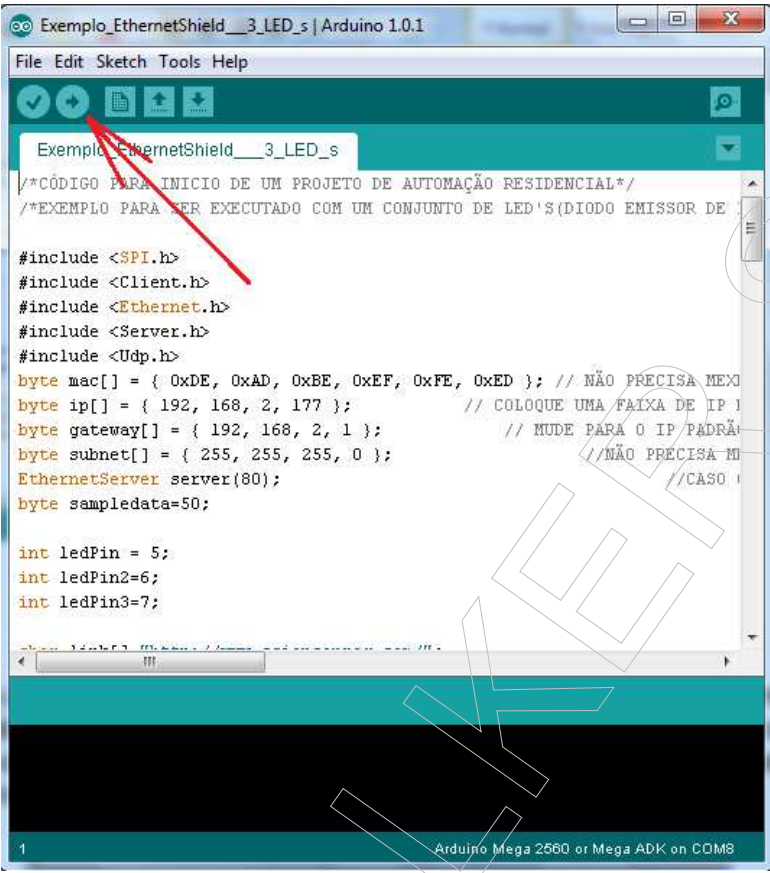 Exemplo_EthernetShield__3_LED_s | Arduino 1.0.1
File Edit Sketch Tools Help
Exemplo_EthernetShield___3_LED_s
/*CÓDIGO PARA INICIO DE UM PROJETO DE AUTOMAÇÃO RESIDENCIAL*/
/*EXEMPLO PARA SER EXECUTADO COM UM CONJUNTO DE LED'S(DIODO EMISSOR DE
#include <SPI.h>
#include <Client.h>
#include <Ethernet.h>
#include <Server.h>
#include <Udp.h>
byte mac[] = { 0xDE, 0xAD, 0xBE, 0xEF, 0xFE, 0xED }; // NÃO PRECISA MEX
byte ip[] = { 192, 168, 2, 177 }; // COLOQUE UMA FAIXA DE IP
byte gateway[] = { 192, 168, 2, 1 }; // MUDE PARA O IP PADRÃ
byte subnet[] = { 255, 255, 255, 0 }; //NÃO PRECISA M
EthernetServer server(80); //CASO
byte sampledata=50;
int ledPin = 5;
int ledPin2=6;
int ledPin3=7;
1 Arduino Mega 2560 or Mega ADK on COM8